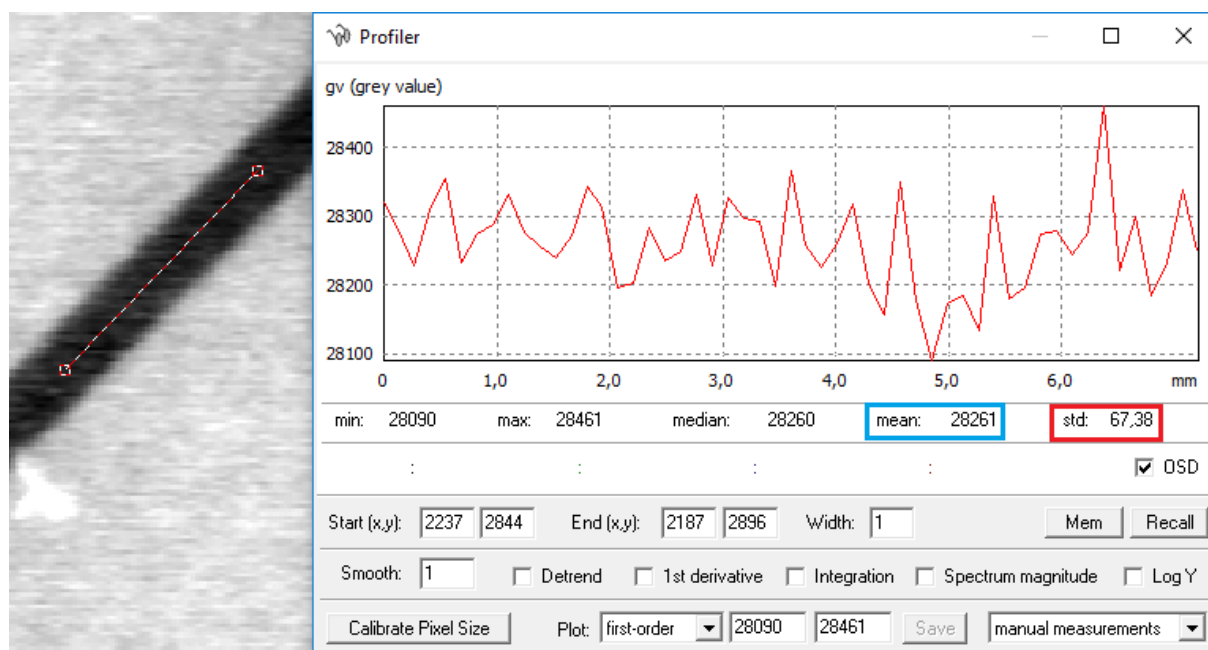 Profiler
gv (grey value)
28400
28300
28200
28100
0 1,0 2,0 3,0 4,0 5,0 6,0 mm
min: 28090 max: 28461 median: 28260 mean: 28261 std: 67,38
: : : : OSD
Start (x,y): 2237 2844 End (x,y): 2187 2896 Width: 1 Mem Recall
Smooth: 1 Detrend 1st derivative Integration Spectrum magnitude Log Y
Calibrate Pixel Size Plot: first-order 28090 28461 Save manual measurements